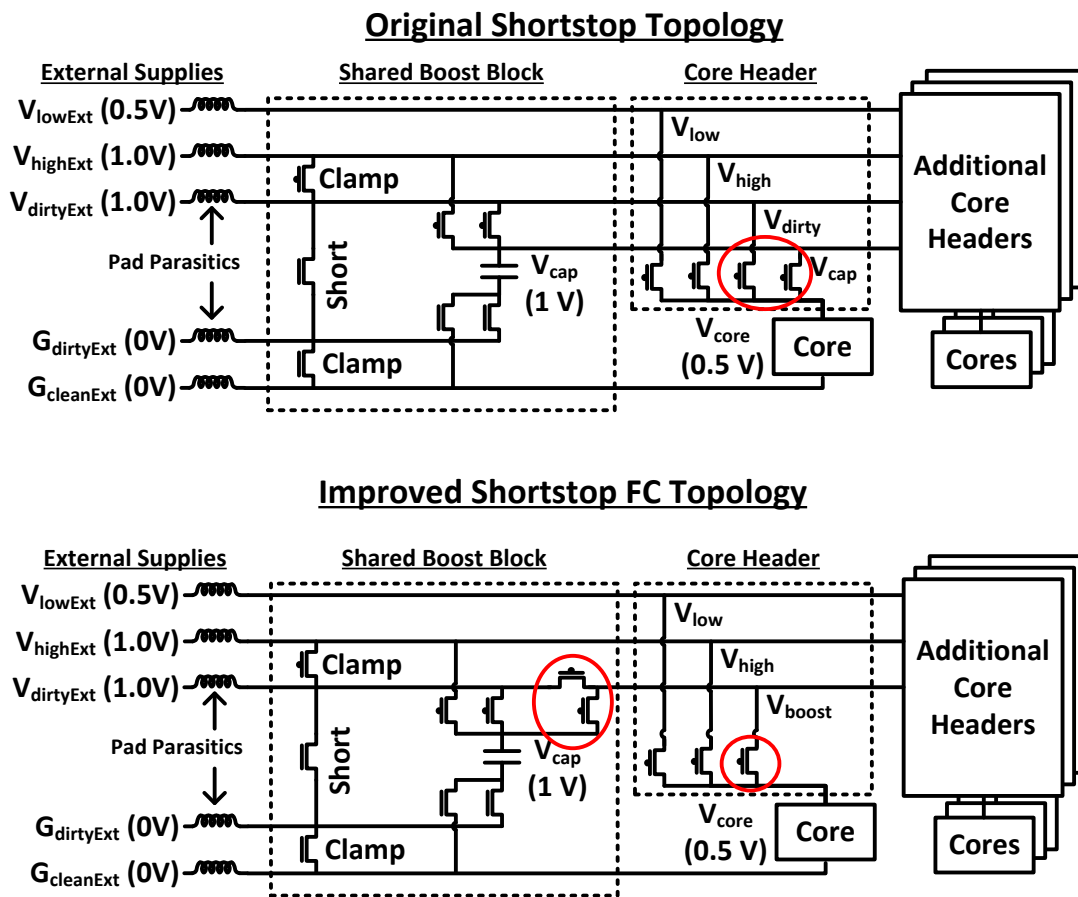 Original Shortstop Topology
External Supplies
Shared Boost Block
Core Header
VlowExt (0.5V)
VhighExt (1.0V)
VdirtyExt (1.0V)
Pad Parasitics
GdirtyExt (0V)
GcleanExt (0V)
Clamp
Short
Clamp
Vcap
(1 V)
Vlow
Vhigh
Vdirty
Vcap
Vcore
(0.5 V)
Core
Additional
Core
Headers
Cores
Improved Shortstop FC Topology
External Supplies
Shared Boost Block
Core Header
VlowExt (0.5V)
VhighExt (1.0V)
VdirtyExt (1.0V)
Pad Parasitics
GdirtyExt (0V)
GcleanExt (0V)
Clamp
Short
Clamp
Vcap
(1 V)
Vlow
Vhigh
Vboost
Vcore
(0.5 V)
Core
Additional
Core
Headers
Cores